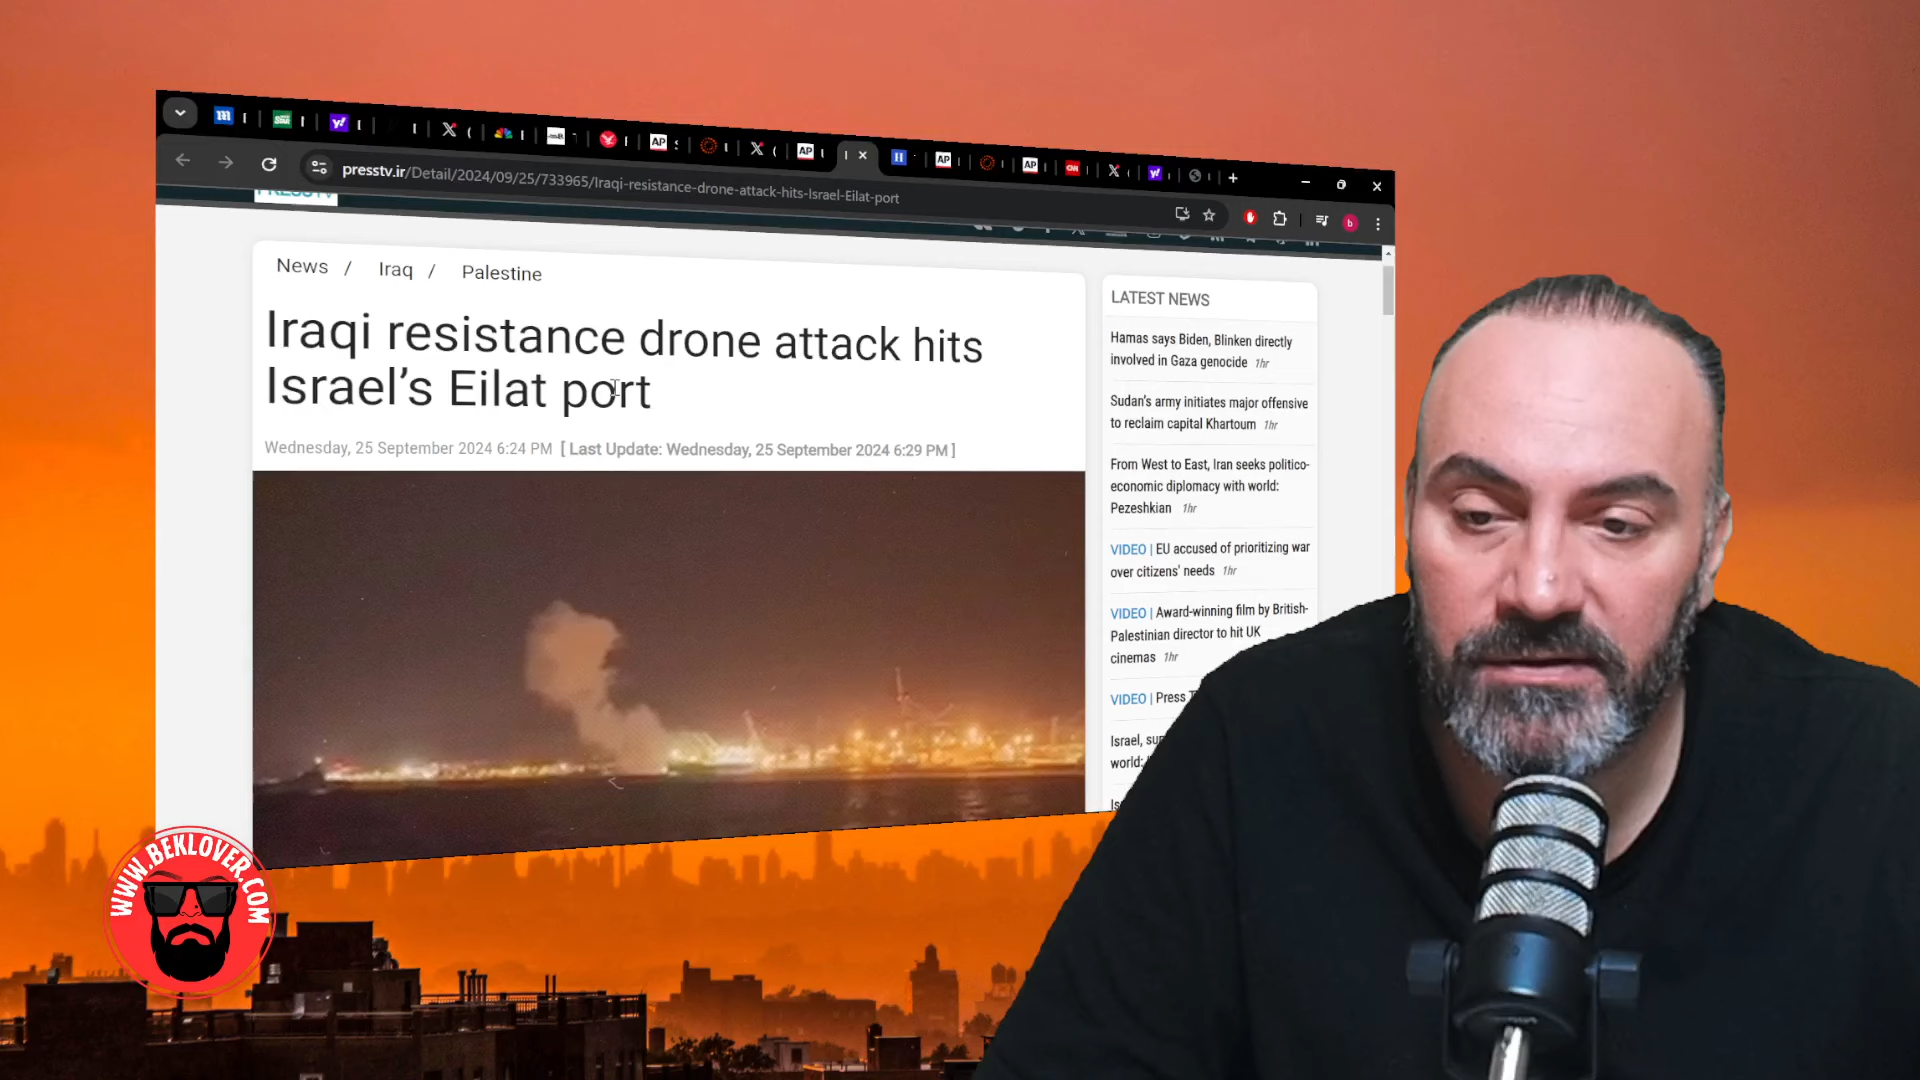 presstv.ir/Detail/2024/09/25/733965/Iraqi-resistance-drone-attack-hits-Israel-Eilat-port
PRESSTV
News / Iraq / Palestine
Iraqi resistance drone attack hits
Israel’s Eilat port
Wednesday, 25 September 2024 6:24 PM [ Last Update: Wednesday, 25 September 2024 6:29 PM ]
LATEST NEWS
Hamas says Biden, Blinken directly
involved in Gaza genocide 1hr
Sudan’s army initiates major offensive
to reclaim capital Khartoum 1hr
From West to East, Iran seeks politico-
economic diplomacy with world:
Pezeshkian 1hr
VIDEO | EU accused of prioritizing war
over citizens' needs 1hr
VIDEO | Award-winning film by British-
Palestinian director to hit UK
cinemas 1hr
VIDEO | Press
Israel,
world:
WWW.BEKLOVER.COM